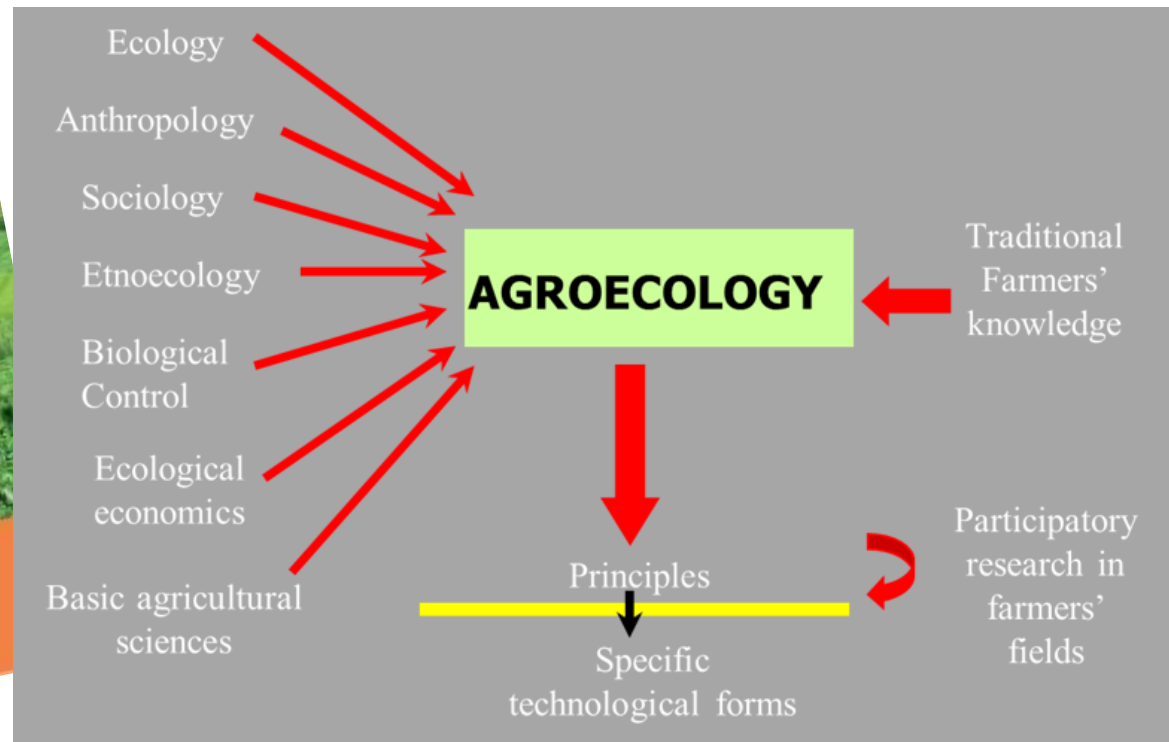 Ecology
Anthropology
Sociology
Etnoecology
Biological
Control
Ecological
economics
Basic agricultural
sciences
AGROECOLOGY
Traditional
Farmers’
knowledge
Principles
Specific
technological forms
Participatory
research in
farmers’
fields